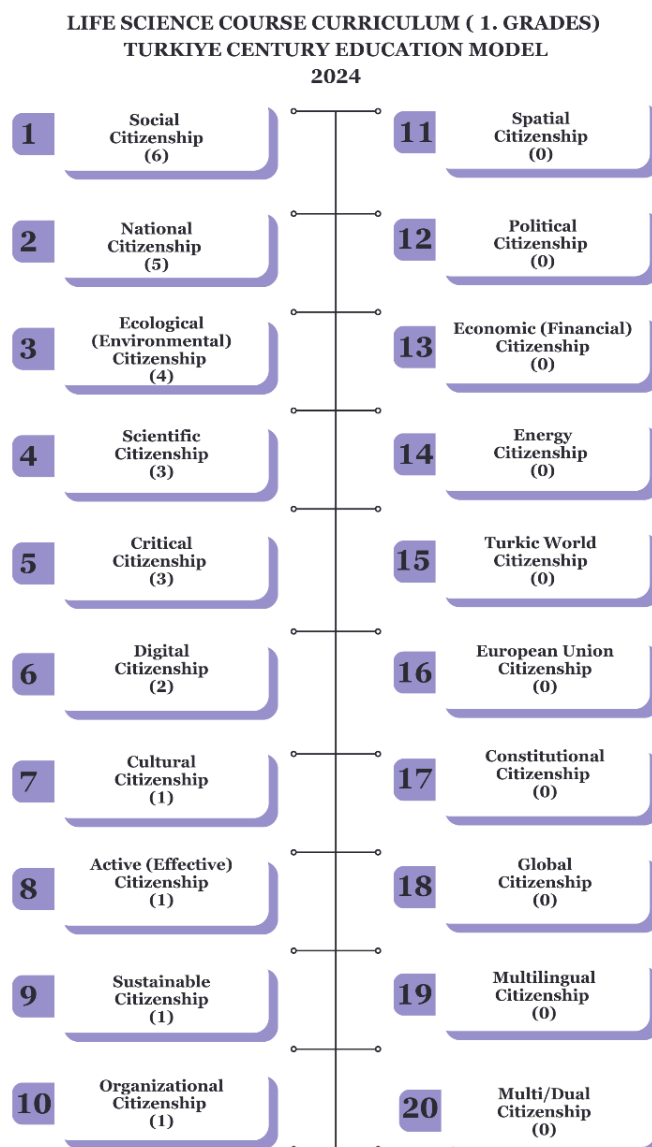 LIFE SCIENCE COURSE CURRICULUM ( 1. GRADES)
TURKIYE CENTURY EDUCATION MODEL
2024
1
Social
Citizenship
(6)
2
National
Citizenship
(5)
3
Ecological
(Environmental)
Citizenship
(4)
4
Scientific
Citizenship
(3)
5
Critical
Citizenship
(3)
6
Digital
Citizenship
(2)
7
Cultural
Citizenship
(1)
8
Active (Effective)
Citizenship
(1)
9
Sustainable
Citizenship
(1)
10
Organizational
Citizenship
(1)
11
Spatial
Citizenship
(0)
12
Political
Citizenship
(0)
13
Economic (Financial)
Citizenship
(0)
14
Energy
Citizenship
(0)
15
Turkic World
Citizenship
(0)
16
European Union
Citizenship
(0)
17
Constitutional
Citizenship
(0)
18
Global
Citizenship
(0)
19
Multilingual
Citizenship
(0)
20
Multi/Dual
Citizenship
(0)